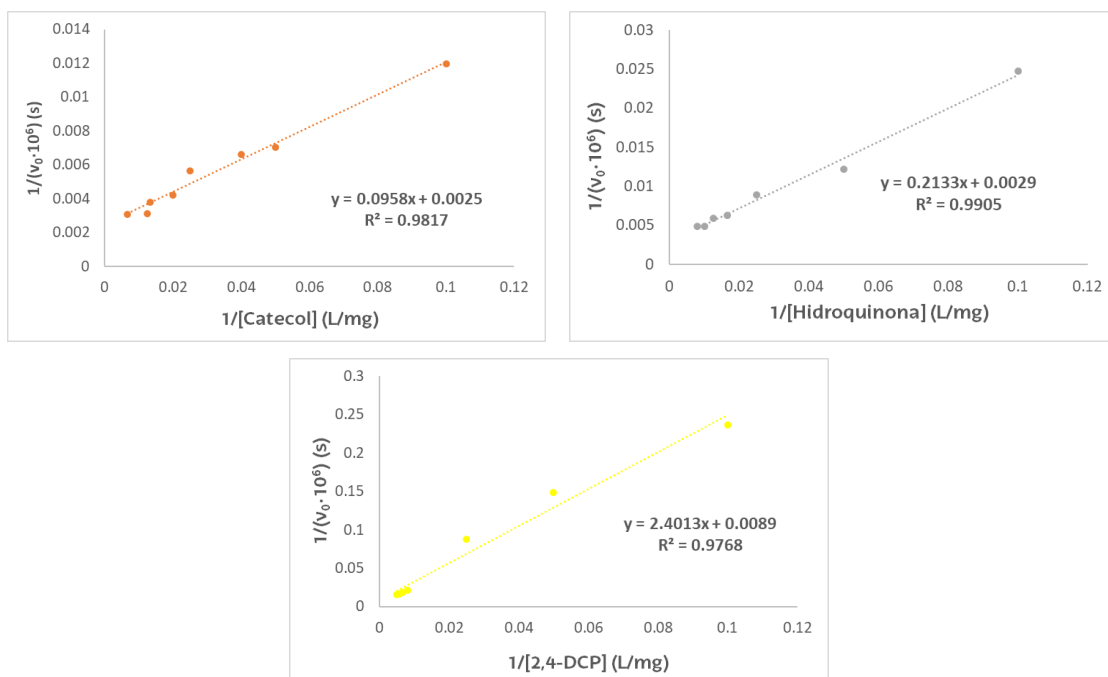 0.014
0.012
0.01
0.008
0.006
0.004
0.002
0
1/(ν₀·10⁶) (s)
y = 0.0958x + 0.0025
R² = 0.9817
0 0.02 0.04 0.06 0.08 0.1 0.12
1/[Catecol] (L/mg)
0.03
0.025
0.02
0.015
0.01
0.005
0
1/(ν₀·10⁶) (s)
y = 0.2133x + 0.0029
R² = 0.9905
0 0.02 0.04 0.06 0.08 0.1 0.12
1/[Hidroquinona] (L/mg)
0.3
0.25
0.2
0.15
0.1
0.05
0
1/(ν₀·10⁶) (s)
y = 2.4013x + 0.0089
R² = 0.9768
0 0.02 0.04 0.06 0.08 0.1 0.12
1/[2,4-DCP] (L/mg)